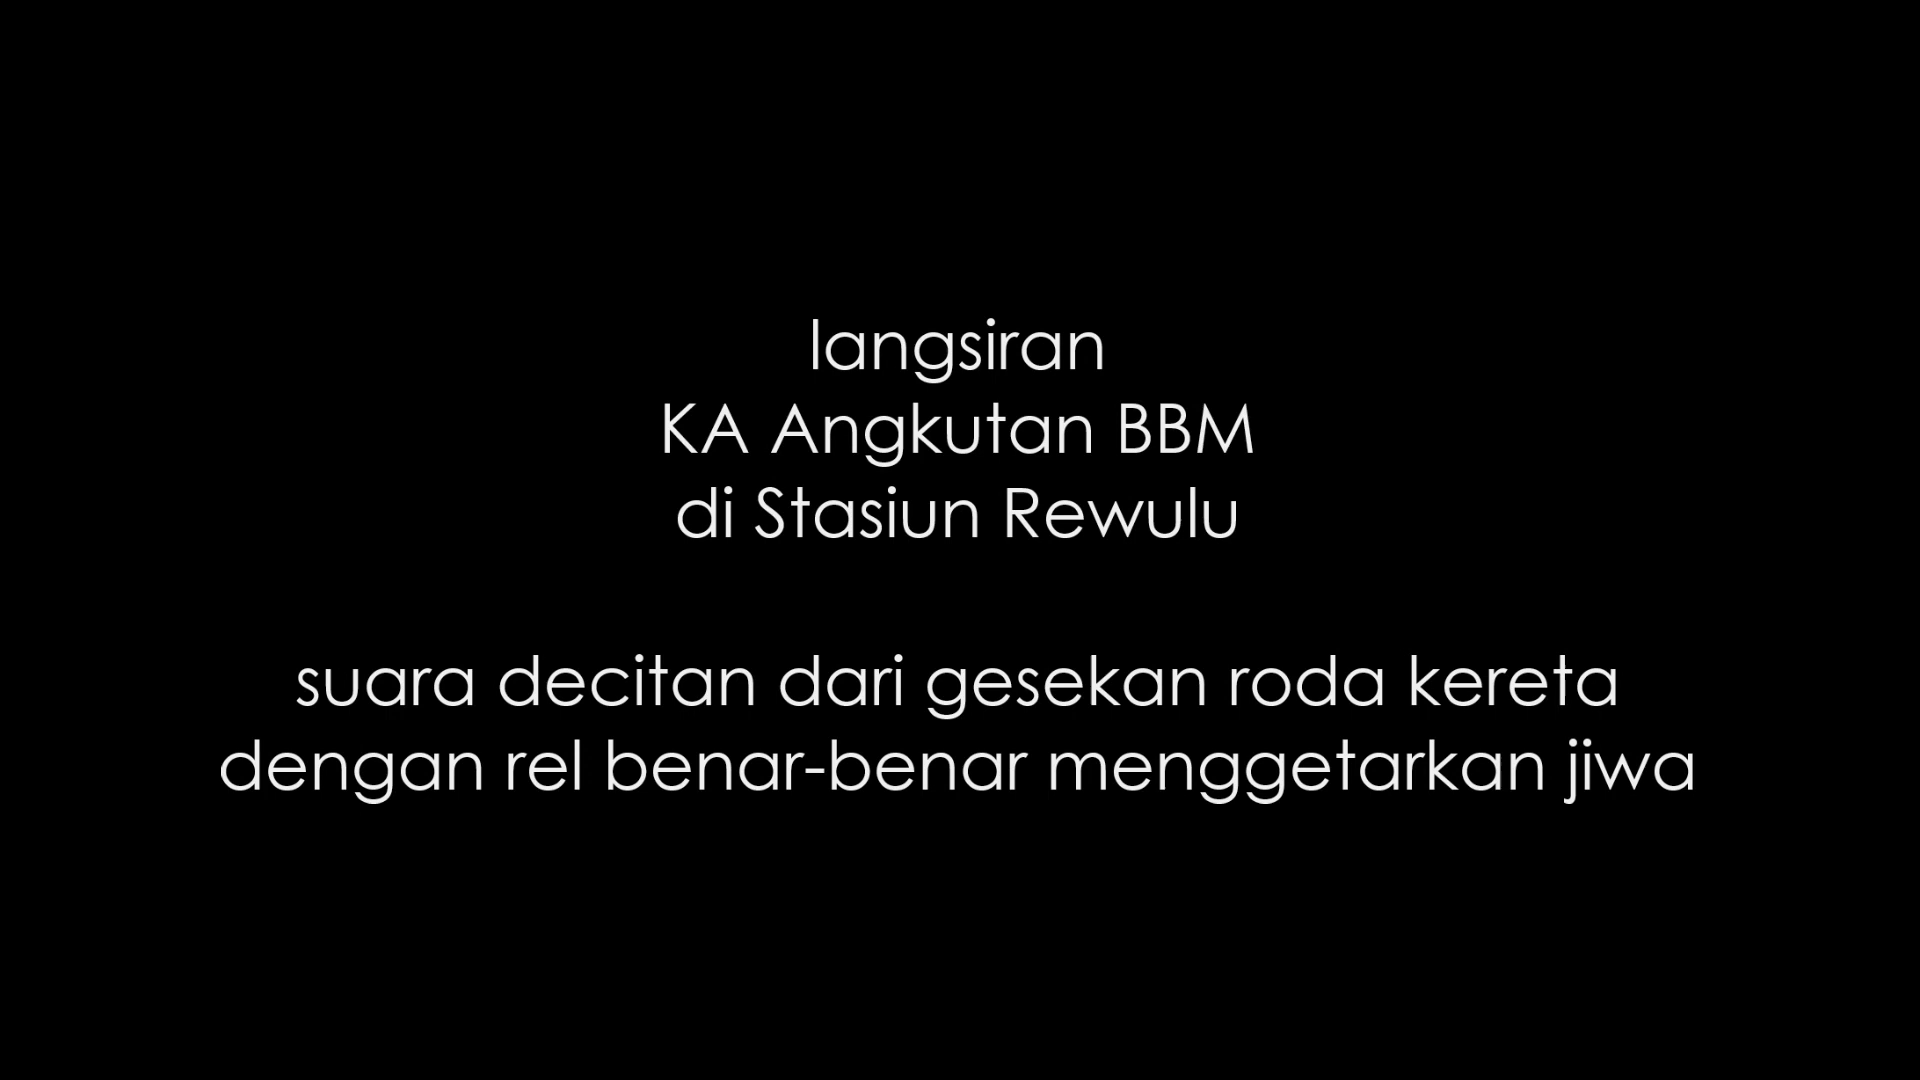 langsiran
KA Angkutan BBM
di Stasiun Rewulu
suara decitan dari gesekan roda kereta
dengan rel benar-benar menggetarkan jiwa